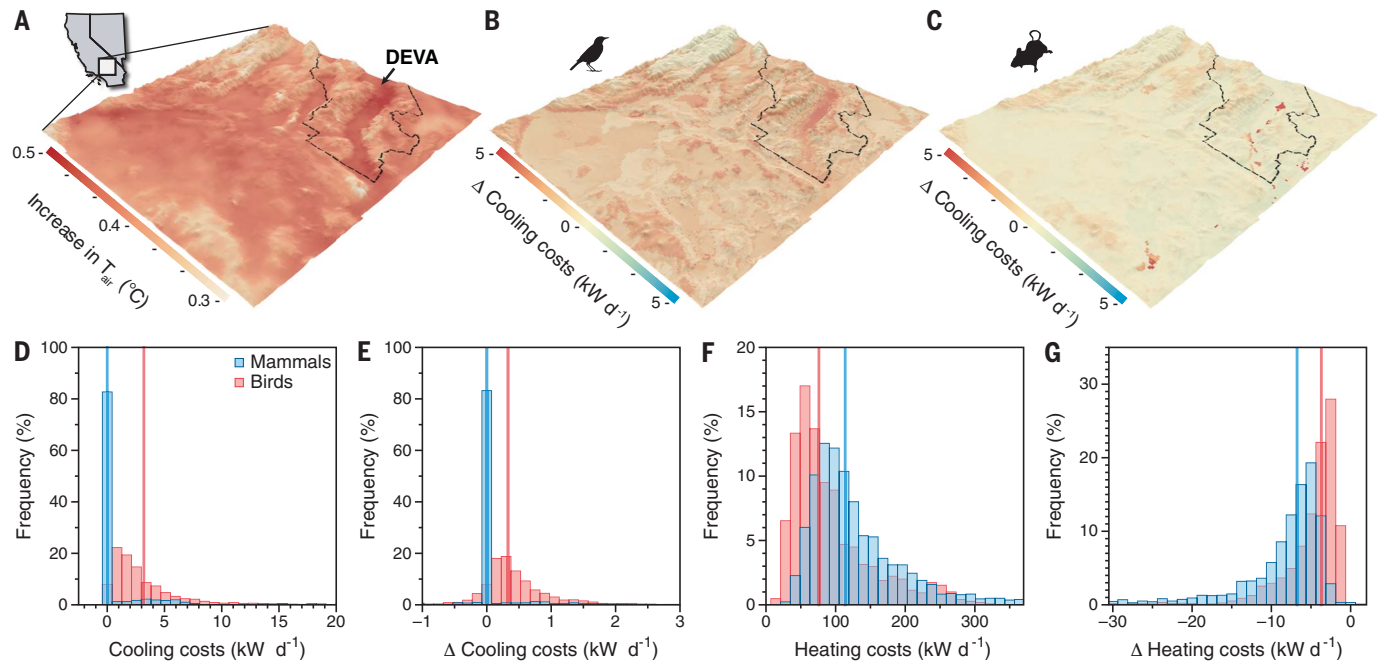 A
DEVA
0.5 -
0.4 -
0.3 -
Increase in Tair (°C)
B
5 -
0 -
5 -
Δ Cooling costs (kW d-1)
C
5 -
0 -
5 -
Δ Cooling costs (kW d-1)
D
100
80
60
40
20
0
Frequency (%)
Mammals
Birds
0 5 10 15 20
Cooling costs (kW d−1)
E
100
80
60
40
20
0
Frequency (%)
−1 0 1 2 3
Δ Cooling costs (kW d−1)
F
20
15
10
5
0
Frequency (%)
0 100 200 300
Heating costs (kW d−1)
G
30
20
10
0
Frequency (%)
−30 −20 −10 0
Δ Heating costs (kW d−1)